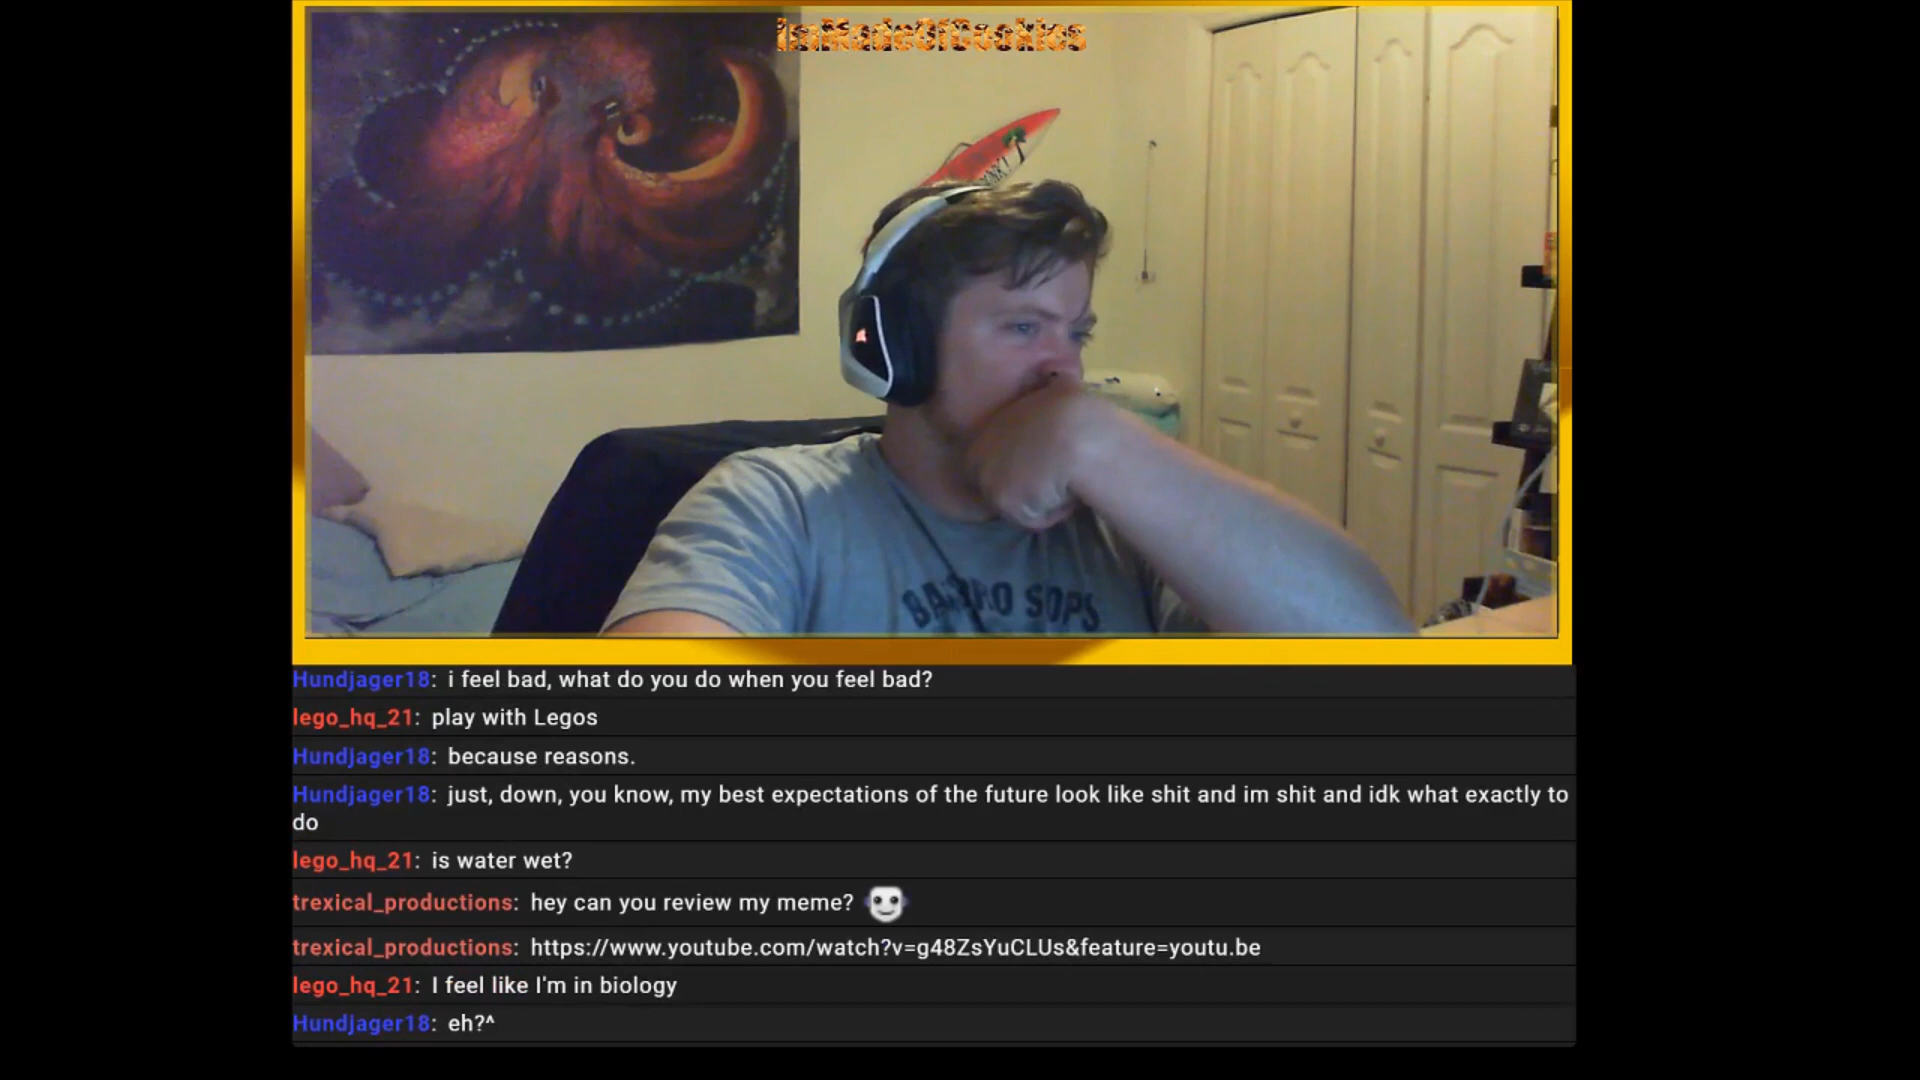 ImMadeOfCookies
Hundjager18: i feel bad, what do you do when you feel bad?
lego_hq_21: play with Legos
Hundjager18: because reasons.
Hundjager18: just, down, you know, my best expectations of the future look like shit and im shit and idk what exactly to
do
lego_hq_21: is water wet?
trexical_productions: hey can you review my meme?
trexical_productions: https://www.youtube.com/watch?v=g48ZsYuCLUs&feature=youtu.be
lego_hq_21: I feel like I'm in biology
Hundjager18: eh?^